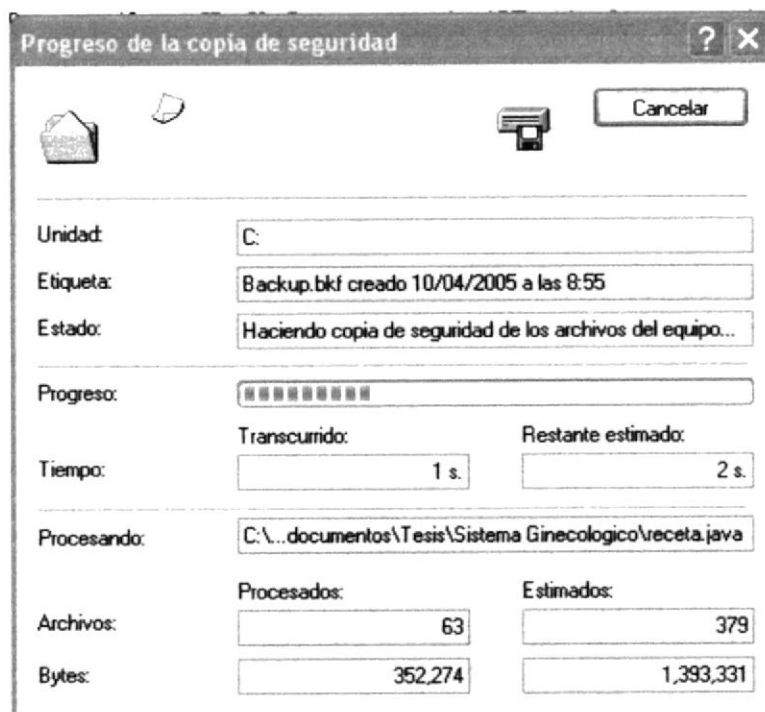 Progreso de la copia de seguridad
Cancelar
Unidad: C:
Etiqueta: Backup.bkf creado 10/04/2005 a las 8:55
Estado: Haciendo copia de seguridad de los archivos del equipo...
Progreso:
Transcurrido: Restante estimado:
Tiempo: 1 s. 2 s.
Procesando: C:\...documentos\Tesis\Sistema Ginecologico\receta.java
Procesados: Estimados:
Archivos: 63 379
Bytes: 352,274 1,393,331